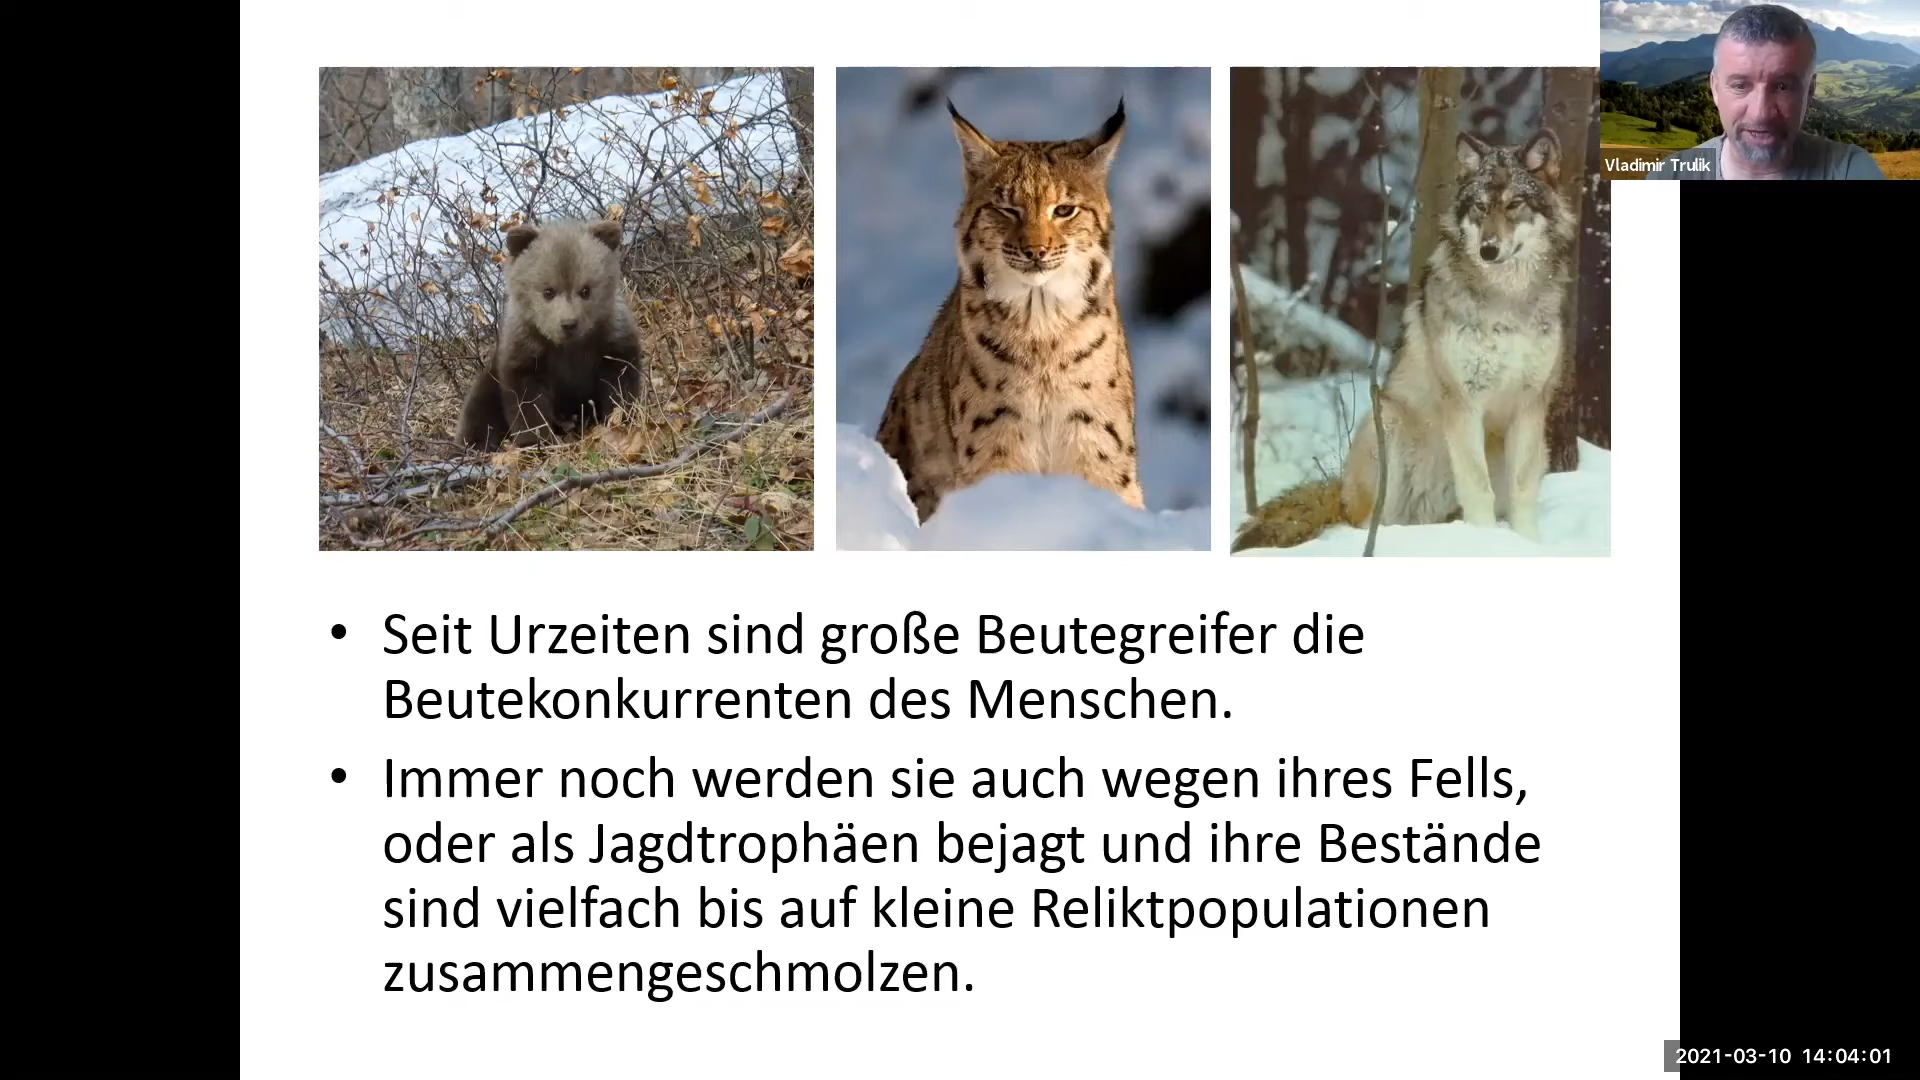 Vladimir Trulik
• Seit Urzeiten sind große Beutegreifer die
Beutekonkurrenten des Menschen.
• Immer noch werden sie auch wegen ihres Fells,
oder als Jagdtrophäen bejagt und ihre Bestände
sind vielfach bis auf kleine Reliktpopulationen
zusammengeschmolzen.
2021-03-10 14:04:01